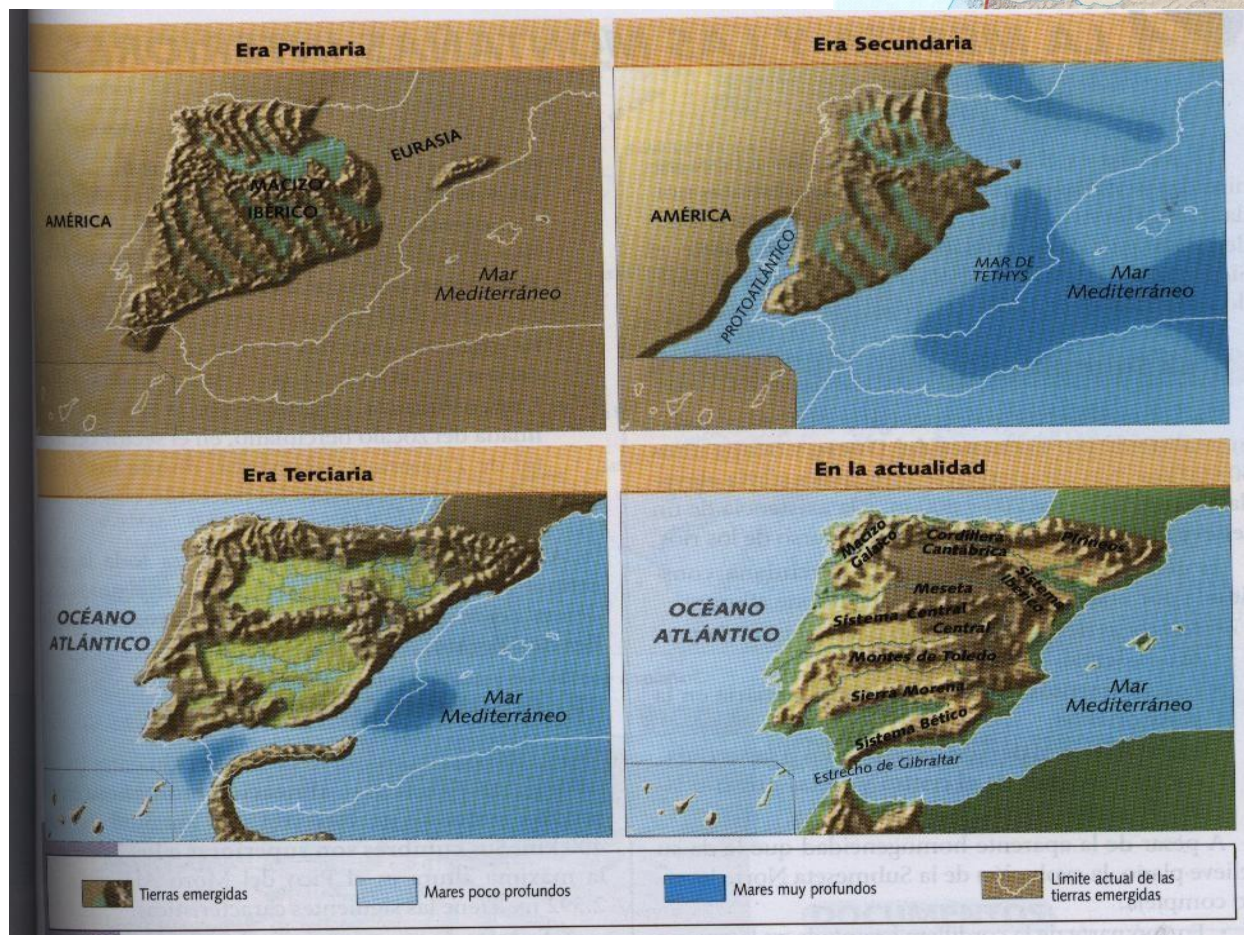 Era Primaria
AMÉRICA
EURASIA
MACIZO
IBÉRICO
Mar
Mediterráneo
Era Secundaria
AMÉRICA
PROTOATLÁNTICO
MAR DE
TETHYS
Mar
Mediterráneo
Era Terciaria
OCÉANO
ATLÁNTICO
Mar
Mediterráneo
En la actualidad
OCÉANO
ATLÁNTICO
Macizo
Galaico
Cordillera
Cantábrica
Pirineos
Sistema
Ibérico
Meseta
Sistema Central
Central
Montes de Toledo
Sierra Morena
Sistema Bético
Estrecho de Gibraltar
Mar
Mediterráneo
Tierras emergidas
Mares poco profundos
Mares muy profundos
Límite actual de las
tierras emergidas